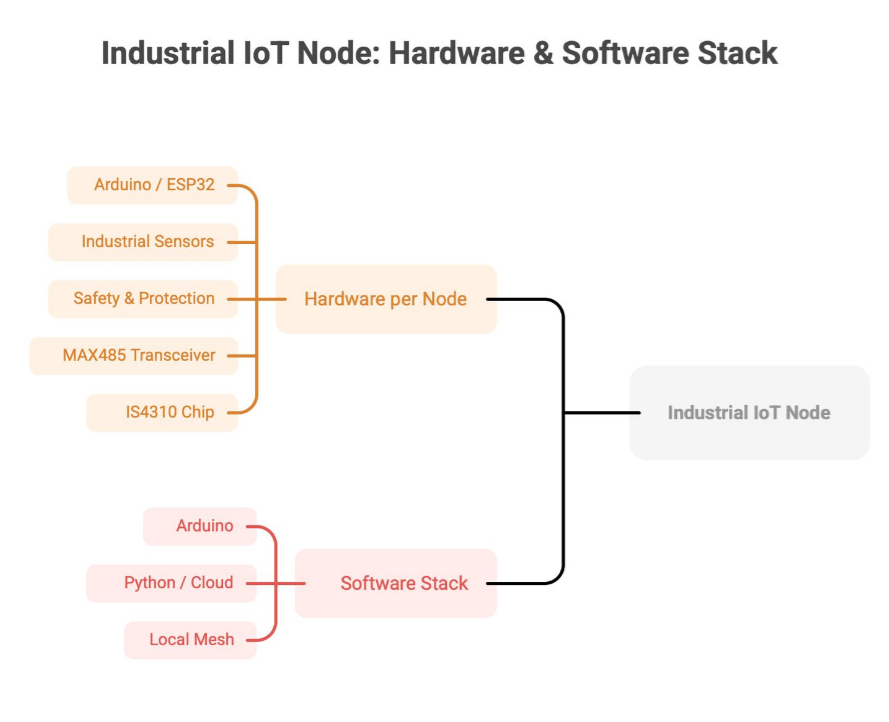 Industrial IoT Node: Hardware & Software Stack
Arduino / ESP32
Industrial Sensors
Safety & Protection
MAX485 Transceiver
IS4310 Chip
Hardware per Node
Industrial IoT Node
Arduino
Python / Cloud
Local Mesh
Software Stack